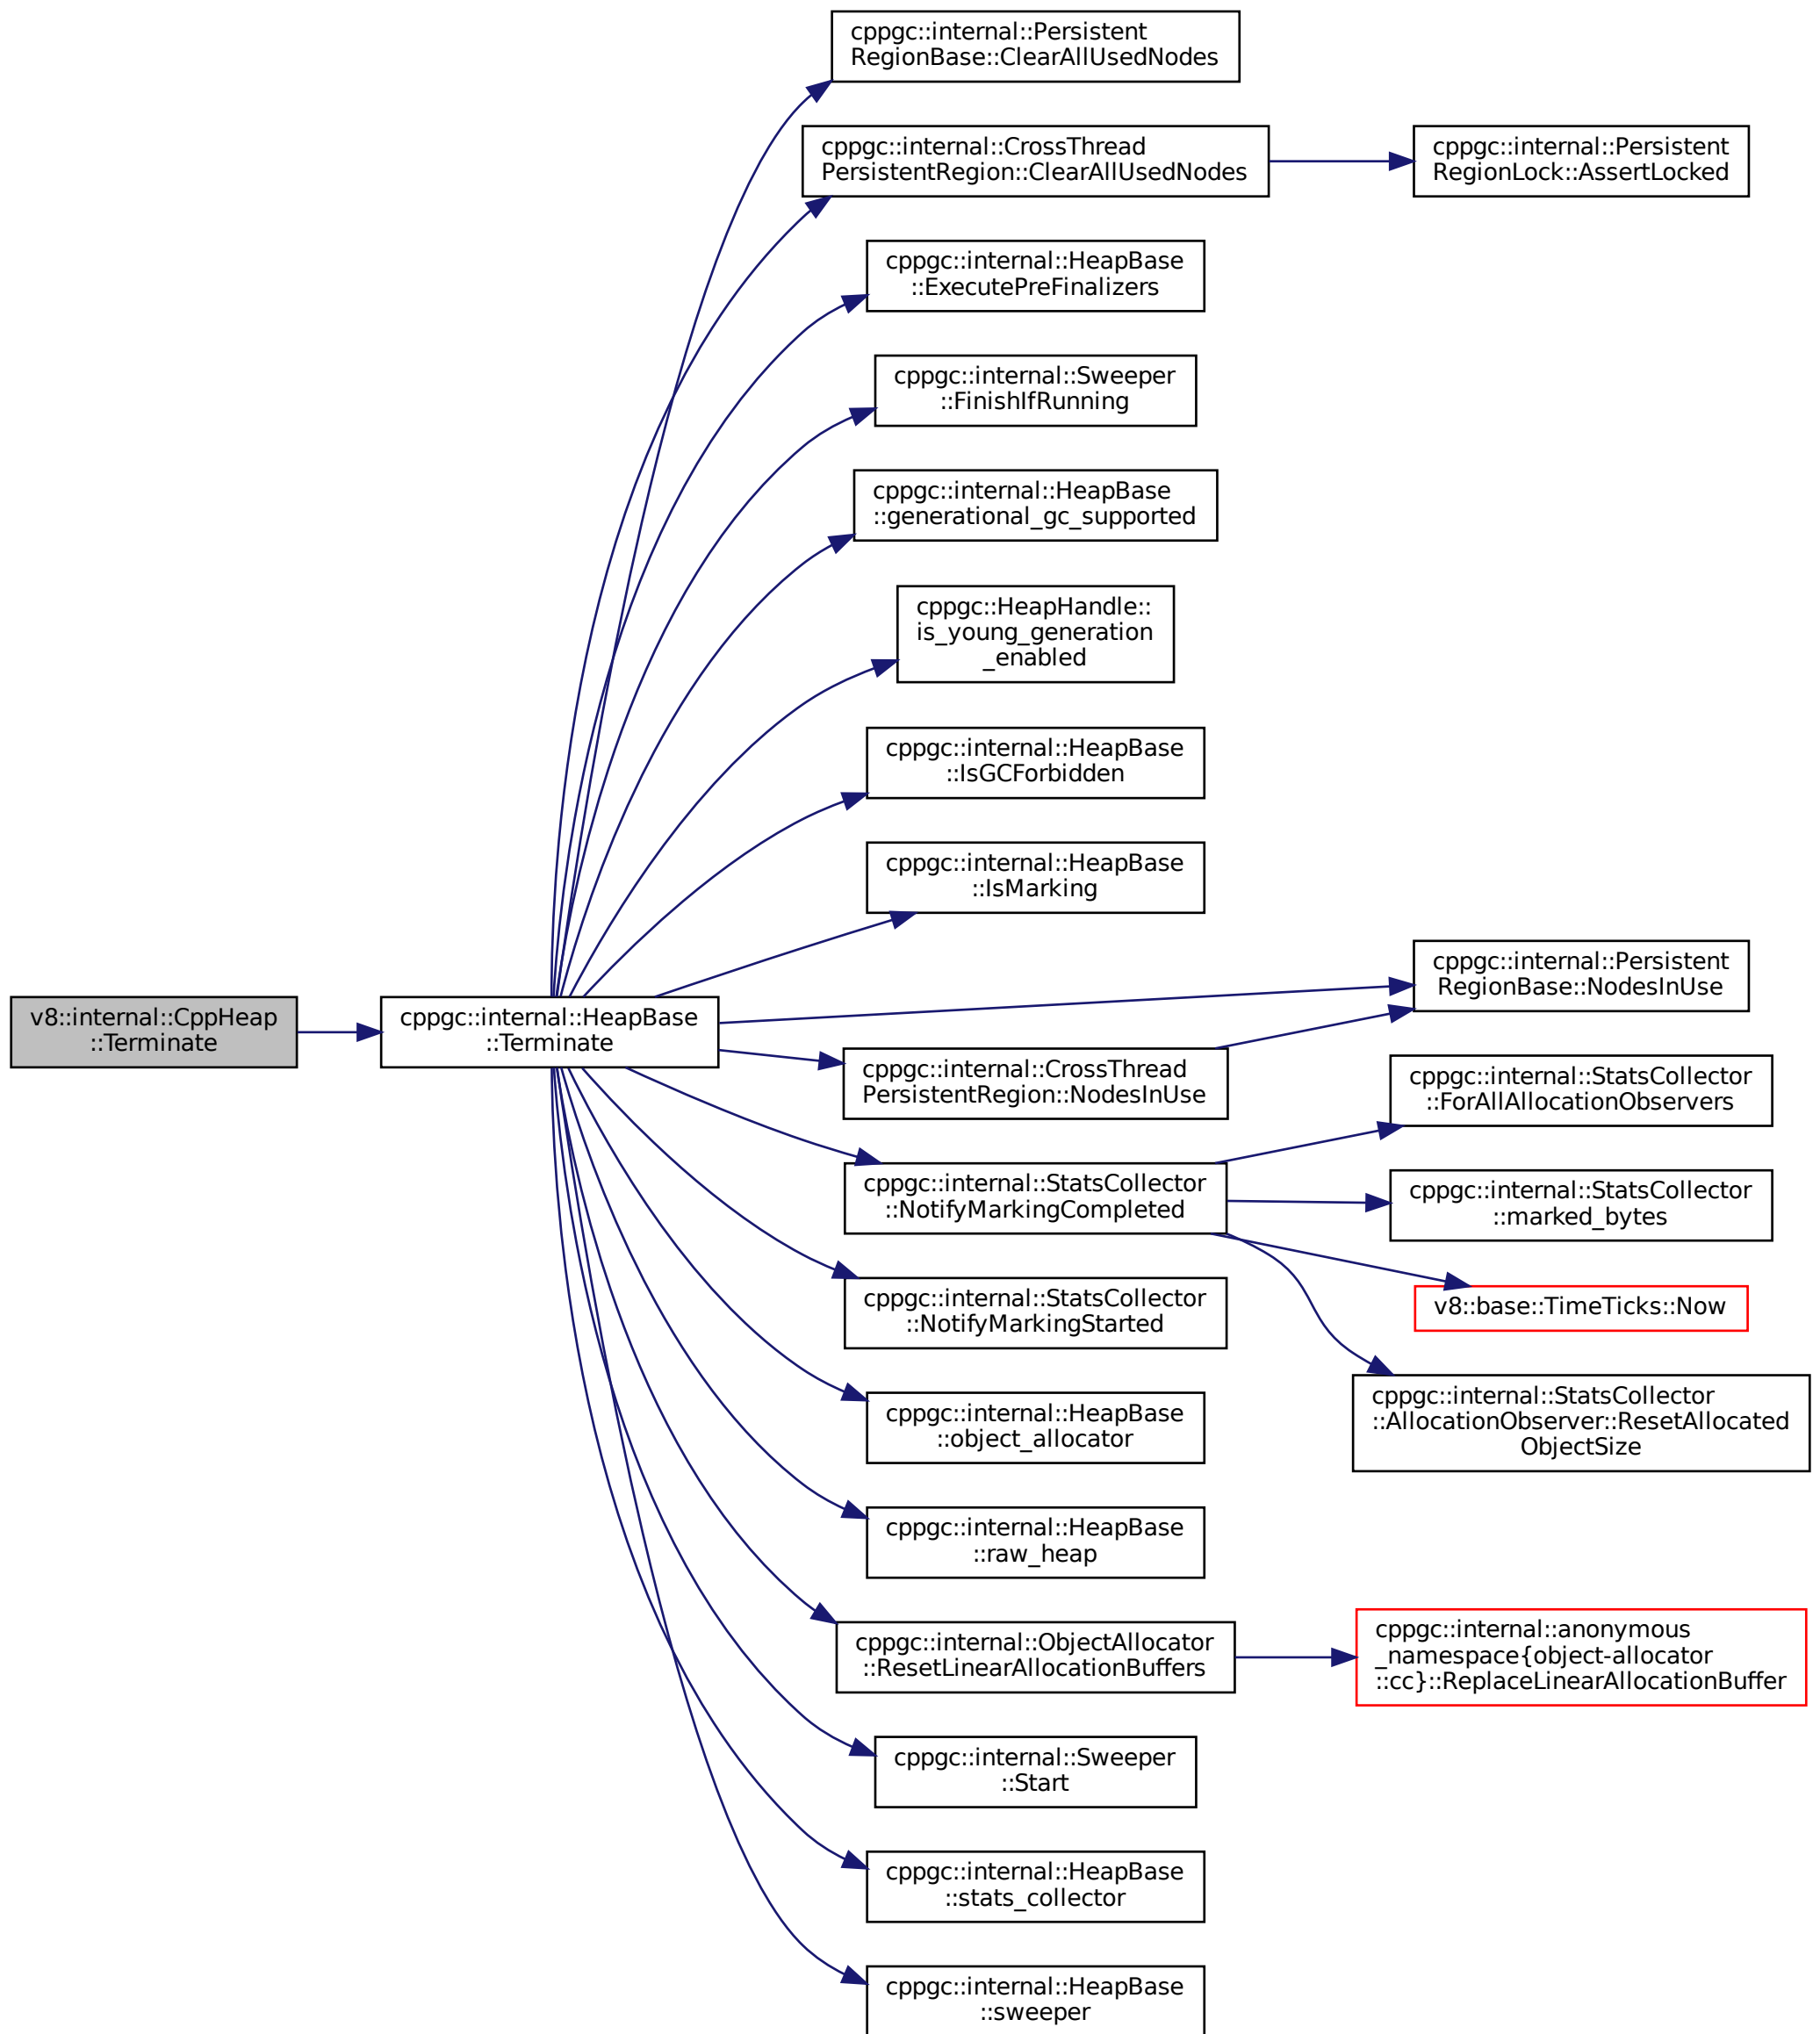 cppgc::internal::Persistent
RegionBase::ClearAllUsedNodes
cppgc::internal::CrossThread
PersistentRegion::ClearAllUsedNodes
cppgc::internal::Persistent
RegionLock::AssertLocked
cppgc::internal::HeapBase
::ExecutePreFinalizers
cppgc::internal::Sweeper
::FinishIfRunning
cppgc::internal::HeapBase
::generational_gc_supported
cppgc::HeapHandle::
is_young_generation
_enabled
cppgc::internal::HeapBase
::IsGCForbidden
cppgc::internal::HeapBase
::IsMarking
v8::internal::CppHeap
::Terminate
cppgc::internal::HeapBase
::Terminate
cppgc::internal::Persistent
RegionBase::NodesInUse
cppgc::internal::CrossThread
PersistentRegion::NodesInUse
cppgc::internal::StatsCollector
::ForAllAllocationObservers
cppgc::internal::StatsCollector
::NotifyMarkingCompleted
cppgc::internal::StatsCollector
::marked_bytes
cppgc::internal::StatsCollector
::NotifyMarkingStarted
v8::base::TimeTicks::Now
cppgc::internal::StatsCollector
::AllocationObserver::ResetAllocated
ObjectSize
cppgc::internal::HeapBase
::object_allocator
cppgc::internal::HeapBase
::raw_heap
cppgc::internal::ObjectAllocator
::ResetLinearAllocationBuffers
cppgc::internal::anonymous
_namespace{object-allocator
::cc}::ReplaceLinearAllocationBuffer
cppgc::internal::Sweeper
::Start
cppgc::internal::HeapBase
::stats_collector
cppgc::internal::HeapBase
::sweeper